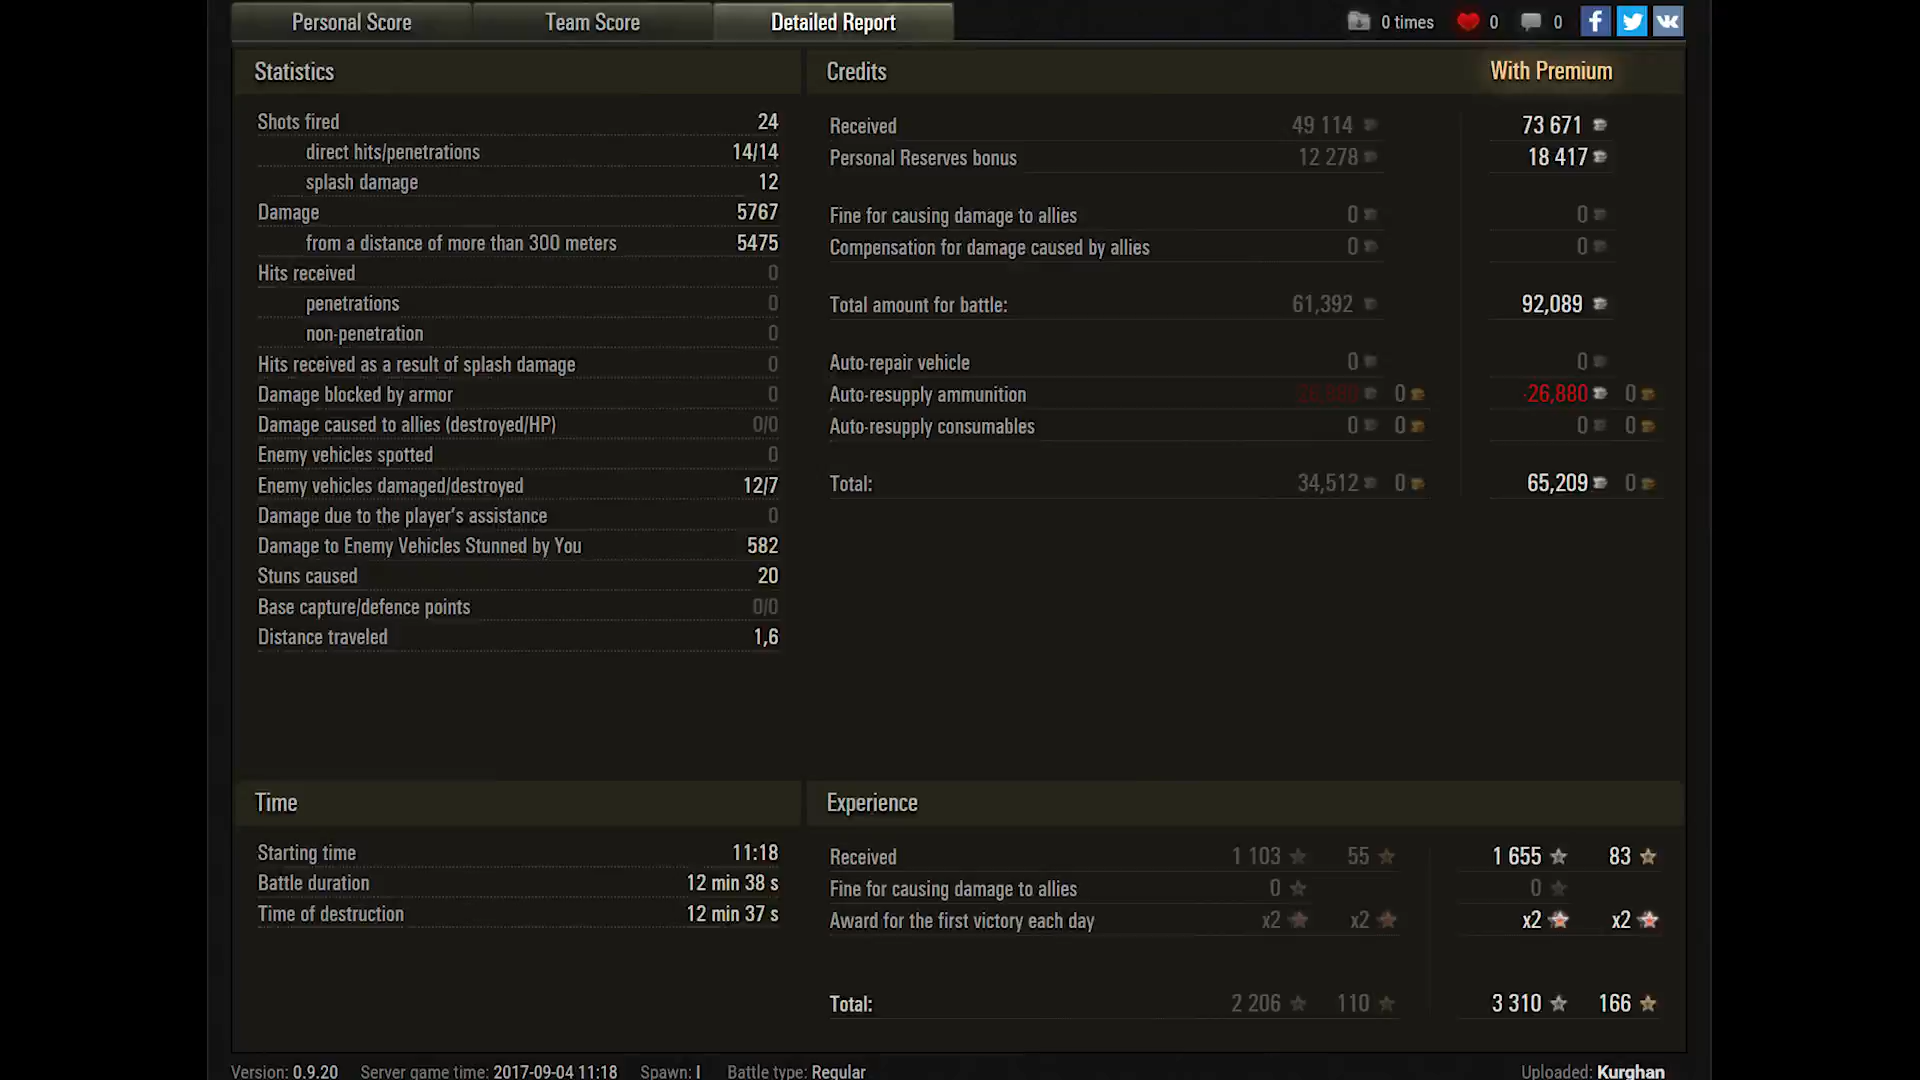 Personal Score Team Score Detailed Report 0 times 0 0
Statistics
Shots fired 24
direct hits/penetrations 14/14
splash damage 12
Damage 5767
from a distance of more than 300 meters 5475
Hits received 0
penetrations 0
non-penetration 0
Hits received as a result of splash damage 0
Damage blocked by armor 0
Damage caused to allies (destroyed/HP) 0/0
Enemy vehicles spotted 0
Enemy vehicles damaged/destroyed 12/7
Damage due to the player's assistance 0
Damage to Enemy Vehicles Stunned by You 582
Stuns caused 20
Base capture/defence points 0/0
Distance traveled 1,6
Credits With Premium
Received 49 114 73 671
Personal Reserves bonus 12 278 18 417
Fine for causing damage to allies 0 0
Compensation for damage caused by allies 0 0
Total amount for battle: 61,392 92,089
Auto-repair vehicle 0 0
Auto-resupply ammunition -26,880 0 -26,880 0
Auto-resupply consumables 0 0 0 0
Total: 34,512 0 65,209 0
Time
Starting time 11:18
Battle duration 12 min 38 s
Time of destruction 12 min 37 s
Experience
Received 1 103 55 1 655 83
Fine for causing damage to allies 0 0
Award for the first victory each day x2 x2 x2 x2
Total: 2 206 110 3 310 166
Version: 0.9.20 Server game time: 2017-09-04 11:18 Spawn: I Battle type: Regular Uploaded: Kurghan